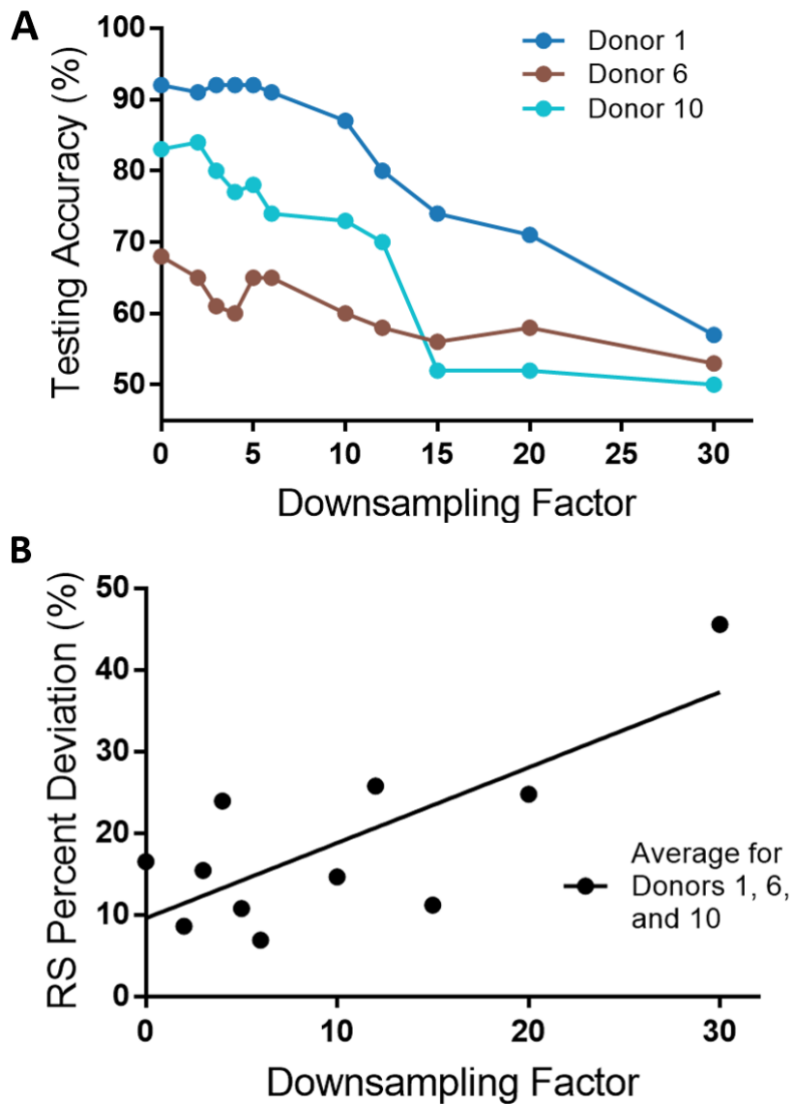 A
Testing Accuracy (%)
100
90
80
70
60
50
Donor 1
Donor 6
Donor 10
0 5 10 15 20 25 30
Downsampling Factor
B
RS Percent Deviation (%)
50
40
30
20
10
0
Average for
Donors 1, 6,
and 10
0 10 20 30
Downsampling Factor